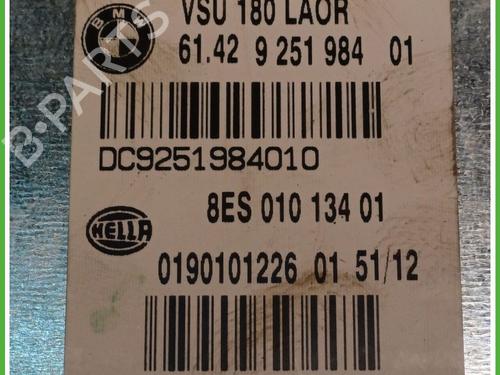 BMW
VSU 180 LAOR
61.42 9 251 984 01
DC9251984010
8ES 010 134 01
HELLA
0190101226 01 51/12
B-PARTS